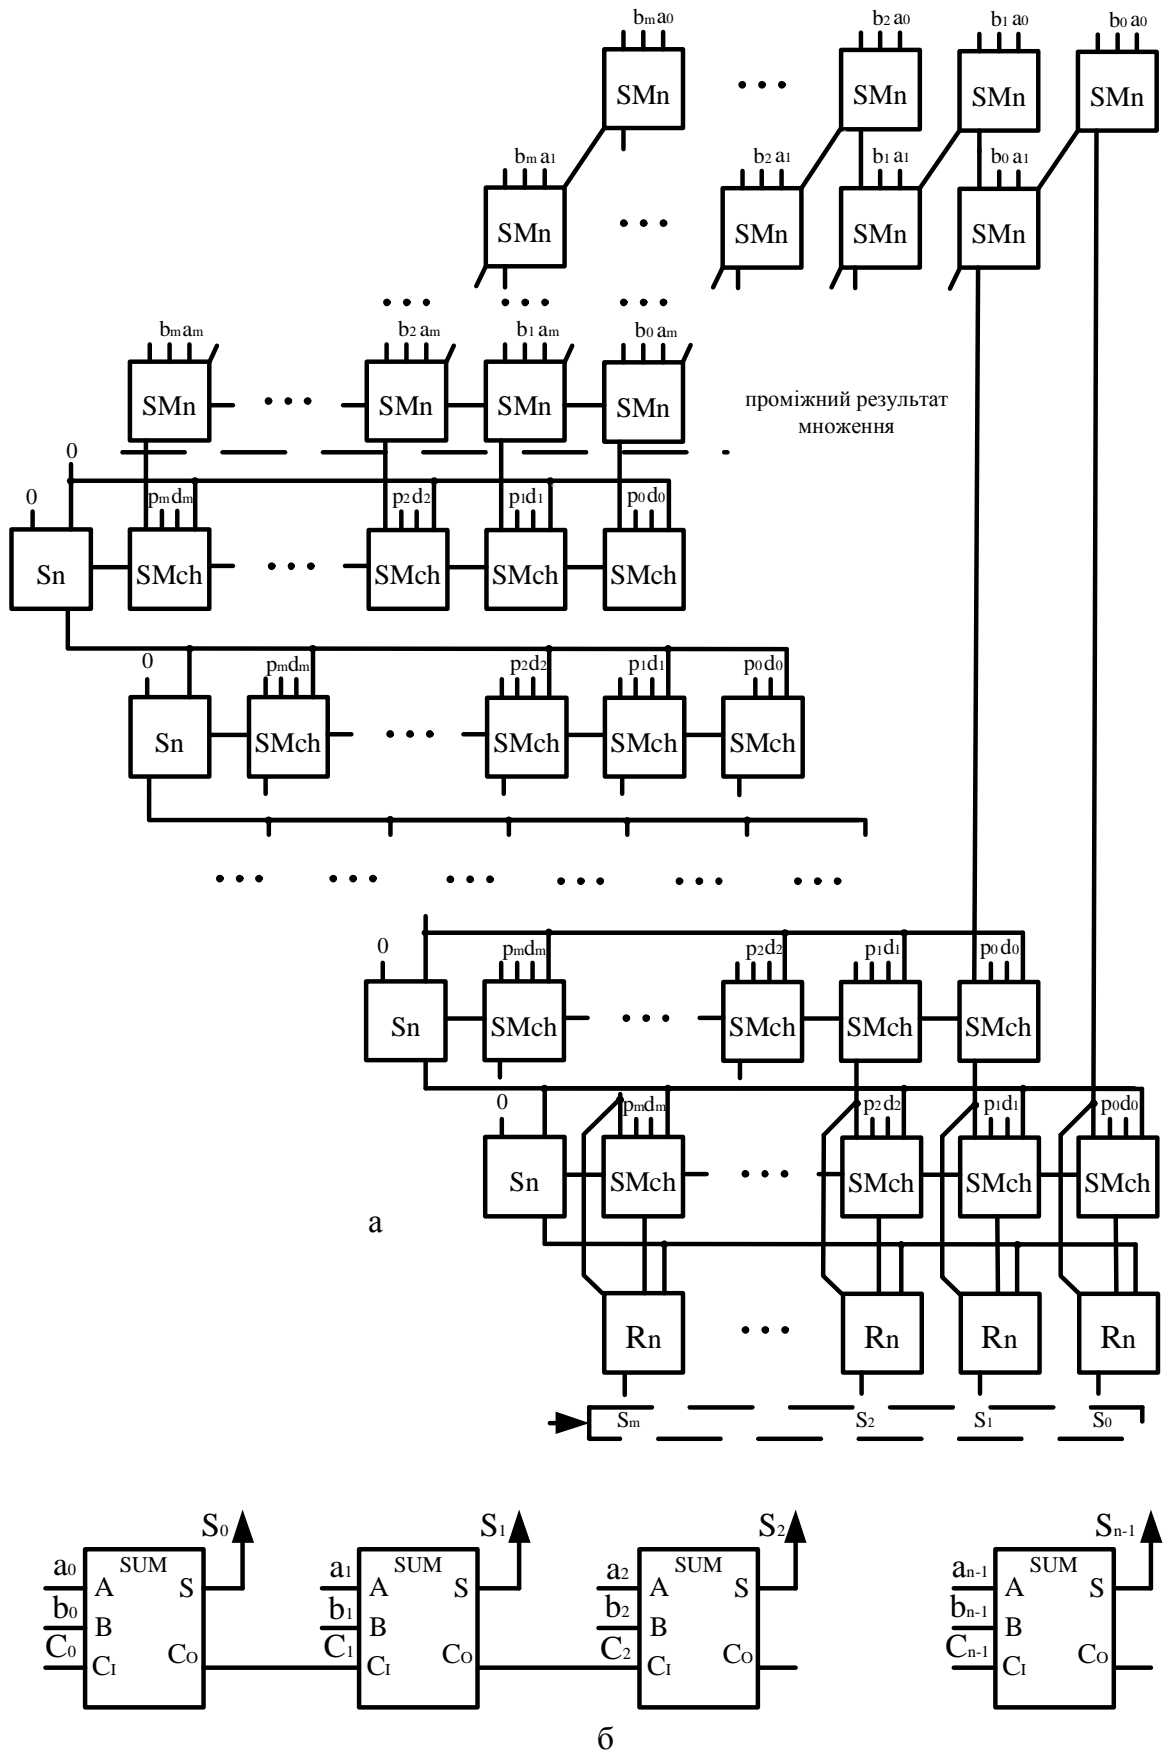 bma0 b2a0 b1a0 b0a0
SMn SMn SMn SMn
bma1 b2a1 b1a1 b0a1
SMn SMn SMn SMn
bmam b2am b1am b0am
SMn SMn SMn SMn
проміжний результат
множення
0
0 pmdm p2d2 p1d1 p0d0
Sn SMch SMch SMch SMch
0 pmdm p2d2 p1d1 p0d0
Sn SMch SMch SMch SMch
0 pmdm p2d2 p1d1 p0d0
Sn SMch SMch SMch SMch
0 pmdm p2d2 p1d1 p0d0
Sn SMch SMch SMch SMch
а
Rn Rn Rn Rn
Sm S2 S1 S0
S0 S1 S2 Sn-1
a0 SUM a1 SUM a2 SUM an-1 SUM
A S A S A S A S
b0 b1 b2 bn-1
B B B B
C0 C1 C2 Cn-1
CI CO CI CO CI CO CI CO
б